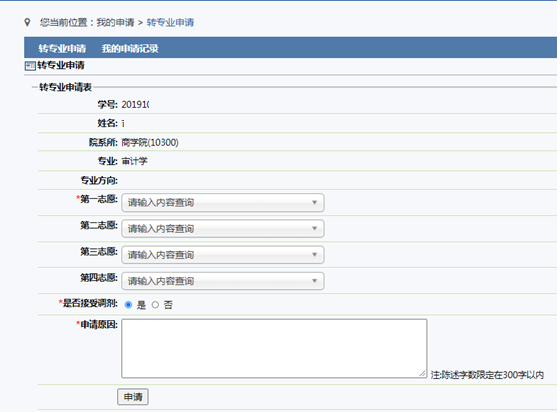 您当前位置：我的申请 > 转专业申请
转专业申请 我的申请记录
转专业申请
转专业申请表
学号: 20191
姓名:
院系所: 商学院(10300)
专业: 审计学
专业方向:
*第一志愿: 请输入内容查询
第二志愿: 请输入内容查询
第三志愿: 请输入内容查询
第四志愿: 请输入内容查询
*是否接受调剂: 是 否
*申请原因:
注:陈述字数限定在300字以内
申请